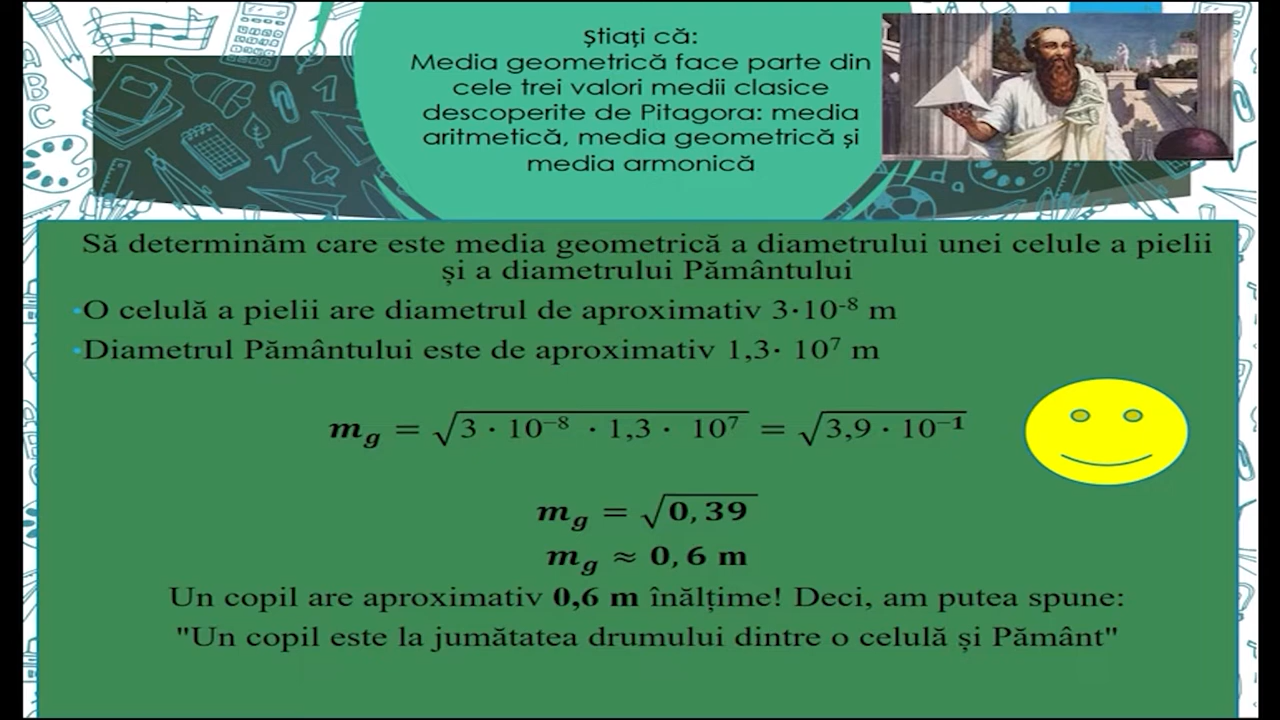 Știați că:
Media geometrică face parte din
cele trei valori medii clasice
descoperite de Pitagora: media
aritmetică, media geometrică și
media armonică
Să determinăm care este media geometrică a diametrului unei celule a pielii
și a diametrului Pământului
•O celulă a pielii are diametrul de aproximativ 3·10⁻⁸ m
•Diametrul Pământului este de aproximativ 1,3· 10⁷ m
m_g = √(3 · 10⁻⁸ · 1,3 · 10⁷) = √(3,9 · 10⁻¹)
m_g = √(0,39)
m_g ≈ 0,6 m
Un copil are aproximativ 0,6 m înălțime! Deci, am putea spune:
"Un copil este la jumătatea drumului dintre o celulă și Pământ"
A
B
C